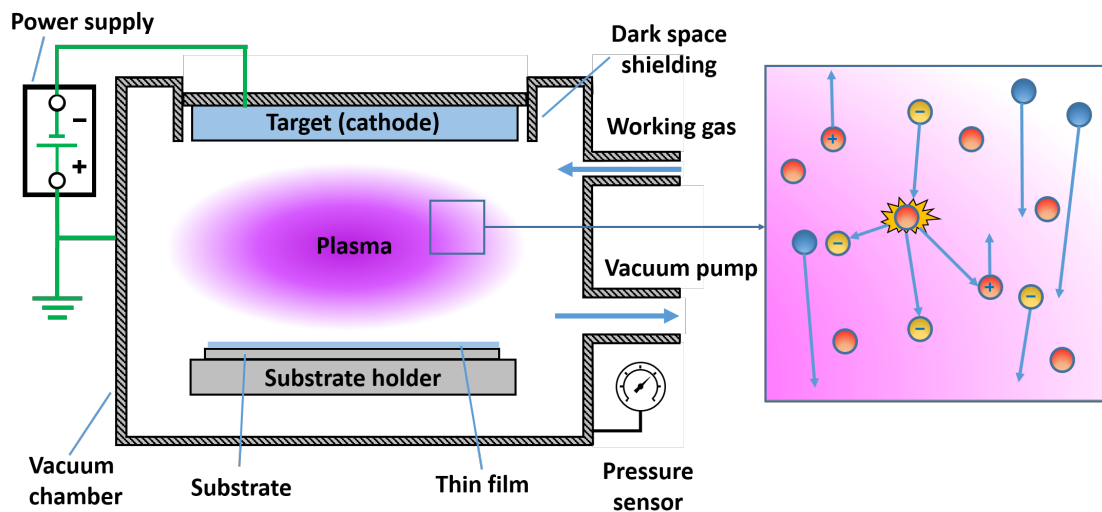 Power supply
−
+
Dark space
shielding
Target (cathode)
Working gas
Plasma
Vacuum pump
Substrate holder
Vacuum
chamber
Substrate
Thin film
Pressure
sensor
+
−
−
+
−
−